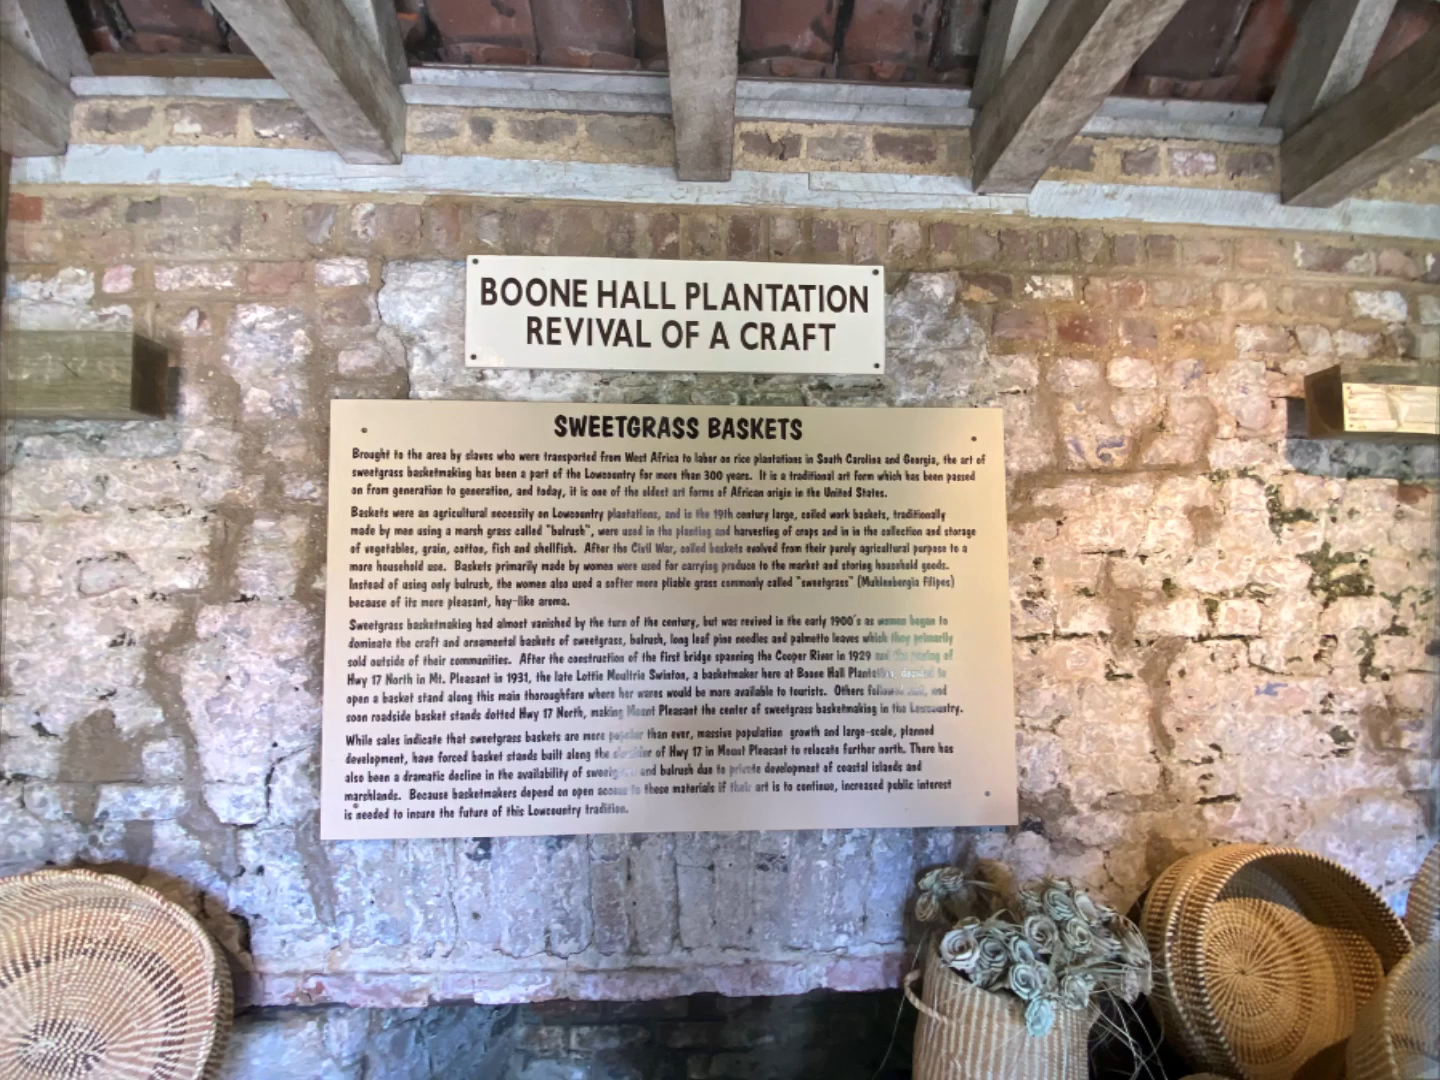 BOONE HALL PLANTATION
REVIVAL OF A CRAFT
SWEETGRASS BASKETS
Brought to the area by slaves who were transported from West Africa to labor on rice plantations in South Carolina and Georgia, the art of
sweetgrass basketmaking has been a part of the Lowcountry for more than 300 years. It is a traditional art form which has been passed
on from generation to generation, and today, it is one of the oldest art forms of African origin in the United States.
Baskets were an agricultural necessity on Lowcountry plantations, and in the 19th century large, coiled work baskets, traditionally
made by men using a marsh grass called "bulrush", were used in the planting and harvesting of crops and in in the collection and storage
of vegetables, grain, cotton, fish and shellfish. After the Civil War, coiled baskets evolved from their purely agricultural purpose to a
more household use. Baskets primarily made by women were used for carrying produce to the market and storing household goods.
Instead of using only bulrush, the women also used a softer more pliable grass commonly called "sweetgrass" (Muhlenbergia Filipes)
because of its more pleasant, hay-like aroma.
Sweetgrass basketmaking had almost vanished by the turn of the century, but was revived in the early 1900's as women began to
dominate the craft and ornamental baskets of sweetgrass, bulrush, long leaf pine needles and palmetto leaves which they primarily
sold outside of their communities. After the construction of the first bridge spanning the Cooper River in 1929 and the paving of
Hwy 17 North in Mt. Pleasant in 1931, the late Lottie Moultrie Swinton, a basketmaker here at Boone Hall Plantation, decided to
open a basket stand along this main thoroughfare where her wares would be more available to tourists. Others followed suit, and
soon roadside basket stands dotted Hwy 17 North, making Mount Pleasant the center of sweetgrass basketmaking in the Lowcountry.
While sales indicate that sweetgrass baskets are more popular than ever, massive population growth and large-scale, planned
development, have forced basket stands built along the shoulder of Hwy 17 in Mount Pleasant to relocate further north. There has
also been a dramatic decline in the availability of sweetgrass and bulrush due to private development of coastal islands and
marshlands. Because basketmakers depend on open access to these materials if their art is to continue, increased public interest
is needed to insure the future of this Lowcountry tradition.